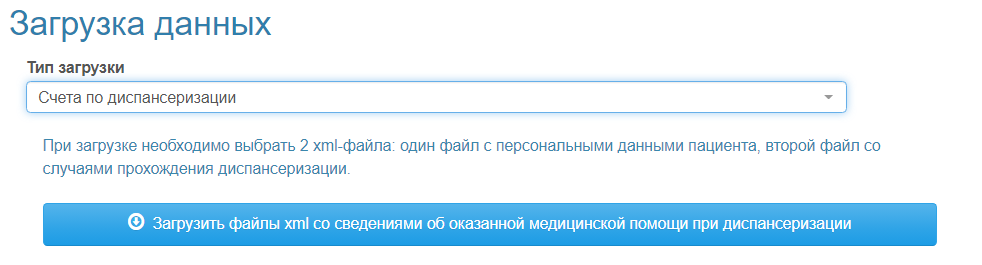 Загрузка данных
Тип загрузки
Счета по диспансеризации
При загрузке необходимо выбрать 2 xml-файла: один файл с персональными данными пациента, второй файл со
случаями прохождения диспансеризации.
Загрузить файлы xml со сведениями об оказанной медицинской помощи при диспансеризации